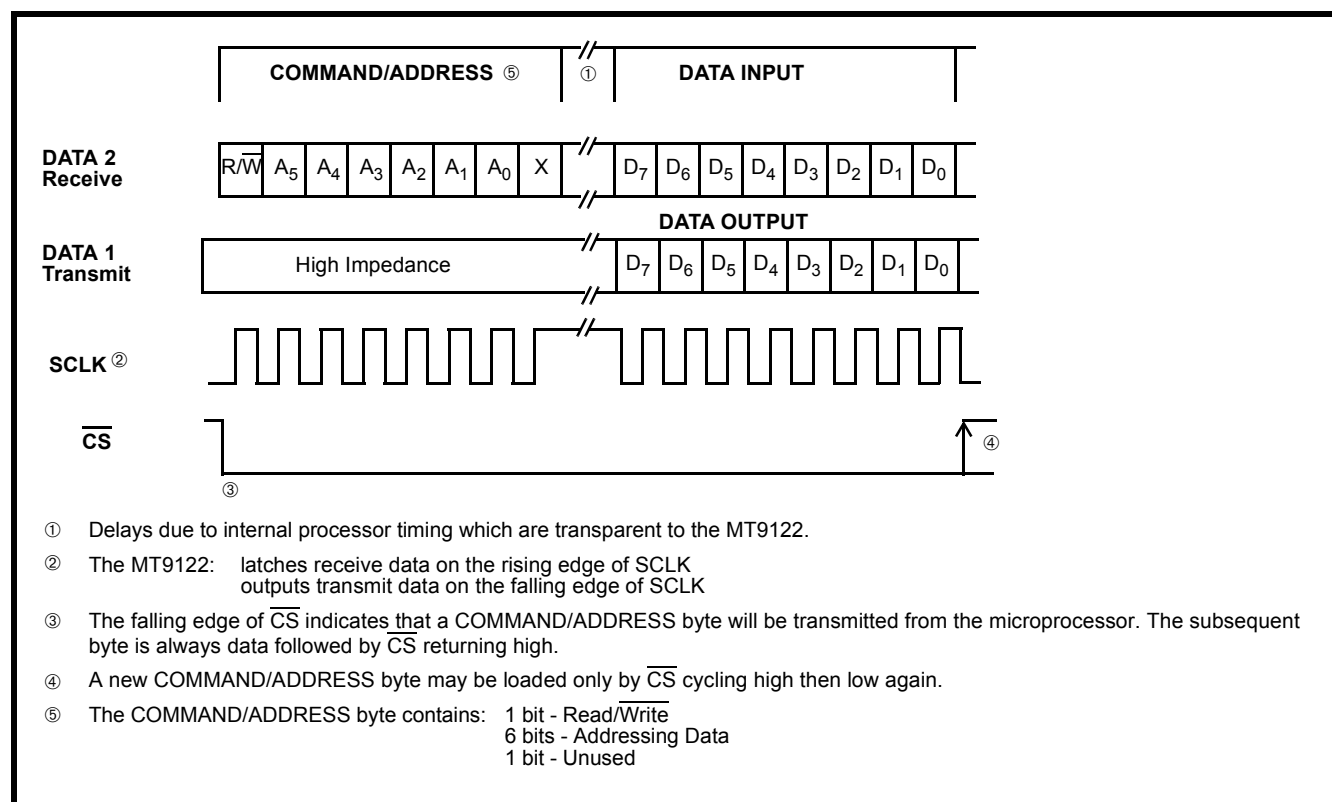 COMMAND/ADDRESS ⑤ ① DATA INPUT
DATA 2
Receive
R/W̅ A₅ A₄ A₃ A₂ A₁ A₀ X D₇ D₆ D₅ D₄ D₃ D₂ D₁ D₀
DATA OUTPUT
DATA 1
Transmit
High Impedance D₇ D₆ D₅ D₄ D₃ D₂ D₁ D₀
SCLK ②
C̅S̅
④
③
① Delays due to internal processor timing which are transparent to the MT9122.
② The MT9122: latches receive data on the rising edge of SCLK
outputs transmit data on the falling edge of SCLK
③ The falling edge of C̅S̅ indicates that a COMMAND/ADDRESS byte will be transmitted from the microprocessor. The subsequent
byte is always data followed by C̅S̅ returning high.
④ A new COMMAND/ADDRESS byte may be loaded only by C̅S̅ cycling high then low again.
⑤ The COMMAND/ADDRESS byte contains: 1 bit - Read/W̅r̅i̅t̅e̅
6 bits - Addressing Data
1 bit - Unused